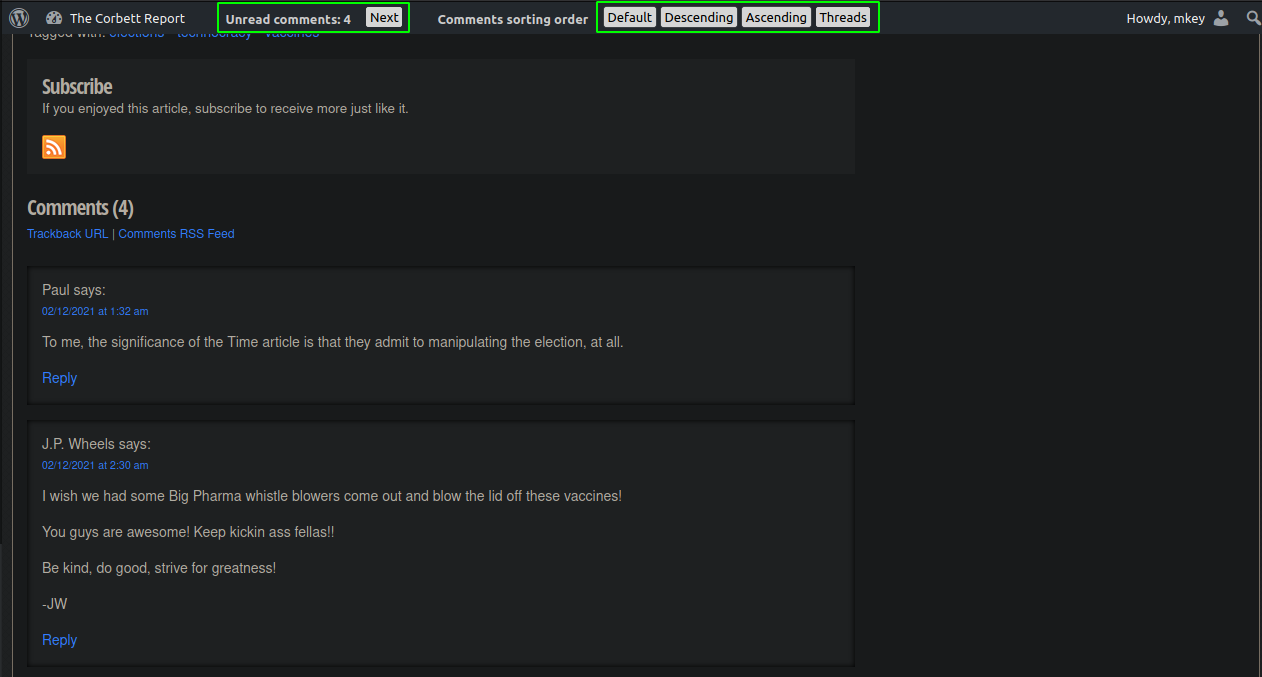 The Corbett Report Unread comments: 4 Next Comments sorting order Default Descending Ascending Threads Howdy, mkey
Tagged with: elections technocracy vaccines
Subscribe
If you enjoyed this article, subscribe to receive more just like it.
Comments (4)
Trackback URL | Comments RSS Feed
Paul says:
02/12/2021 at 1:32 am
To me, the significance of the Time article is that they admit to manipulating the election, at all.
Reply
J.P. Wheels says:
02/12/2021 at 2:30 am
I wish we had some Big Pharma whistle blowers come out and blow the lid off these vaccines!
You guys are awesome! Keep kickin ass fellas!!
Be kind, do good, strive for greatness!
-JW
Reply